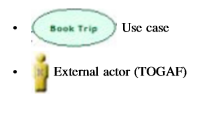 • Book Trip Use case
• External actor (TOGAF)